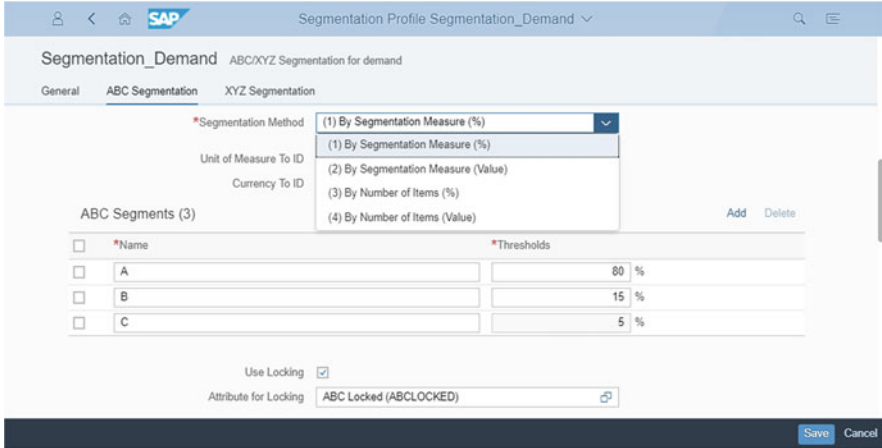 SAP Segmentation Profile Segmentation_Demand
Segmentation_Demand ABC/XYZ Segmentation for demand
General ABC Segmentation XYZ Segmentation
*Segmentation Method (1) By Segmentation Measure (%)
(1) By Segmentation Measure (%)
Unit of Measure To ID
(2) By Segmentation Measure (Value)
Currency To ID
(3) By Number of Items (%)
(4) By Number of Items (Value)
ABC Segments (3) Add Delete
*Name *Thresholds
A 80 %
B 15 %
C 5 %
Use Locking
Attribute for Locking ABC Locked (ABCLOCKED)
Save Cancel